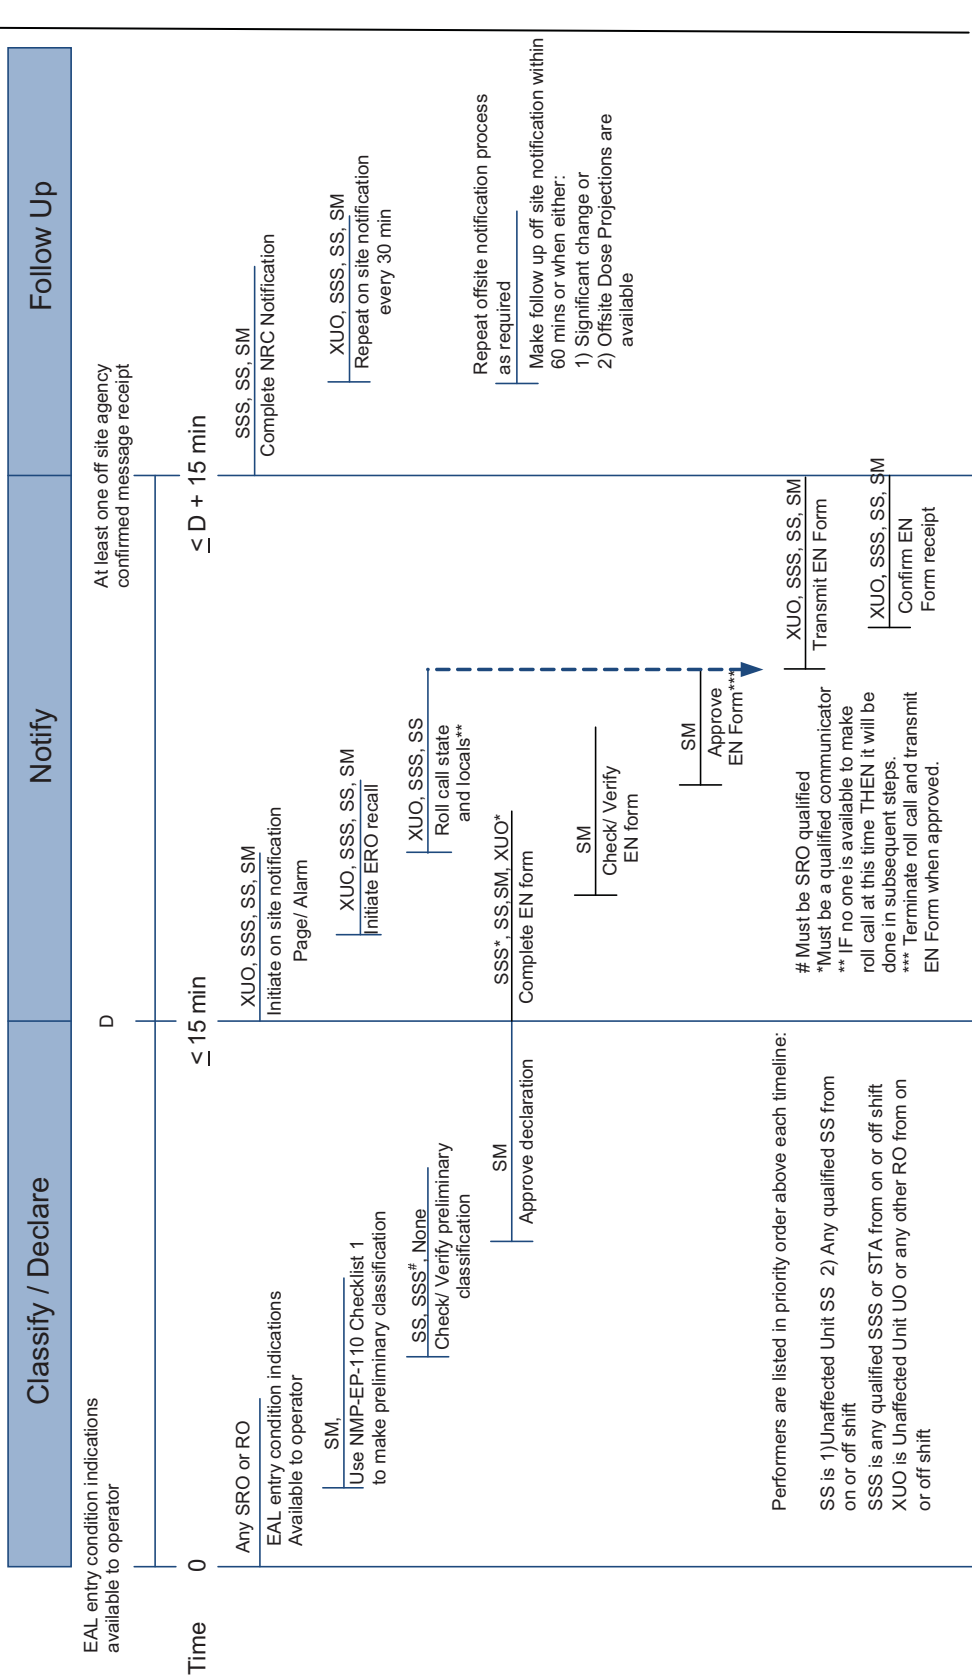 Classify / Declare
Notify
Follow Up
EAL entry condition indications
available to operator
D
At least one off site agency
confirmed message receipt
Time
0
≤ 15 min
≤ D + 15 min
Any SRO or RO
EAL entry condition indications
Available to operator
SM,
Use NMP-EP-110 Checklist 1
to make preliminary classification
SS, SSS#, None
Check/ Verify preliminary
classification
SM
Approve declaration
XUO, SSS, SS, SM
Initiate on site notification
Page/ Alarm
XUO, SSS, SS, SM
Initiate ERO recall
XUO, SSS, SS
Roll call state
and locals**
SSS*, SS,SM, XUO*
Complete EN form
SM
Check/ Verify
EN form
SM
Approve
EN Form***
XUO, SSS, SS, SM
Transmit EN Form
XUO, SSS, SS, SM
Confirm EN
Form receipt
SSS, SS, SM
Complete NRC Notification
XUO, SSS, SS, SM
Repeat on site notification
every 30 min
Repeat offsite notification process
as required
Make follow up off site notification within
60 mins or when either:
1) Significant change or
2) Offsite Dose Projections are
available
Performers are listed in priority order above each timeline:
SS is 1)Unaffected Unit SS 2) Any qualified SS from
on or off shift
SSS is any qualified SSS or STA from on or off shift
XUO is Unaffected Unit UO or any other RO from on
or off shift
# Must be SRO qualified
*Must be a qualified communicator
** IF no one is available to make
roll call at this time THEN it will be
done in subsequent steps.
*** Terminate roll call and transmit
EN Form when approved.